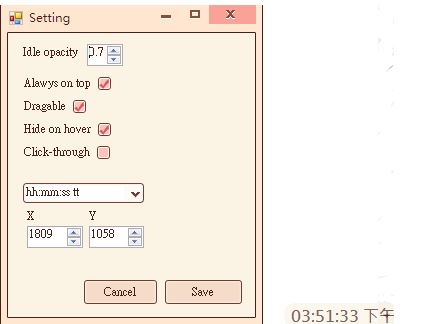 Setting
Idle opacity 0.7
Alawys on top
Dragable
Hide on hover
Click-through
hh:mm:ss tt
X Y
1809 1058
Cancel Save
03:51:33 下午